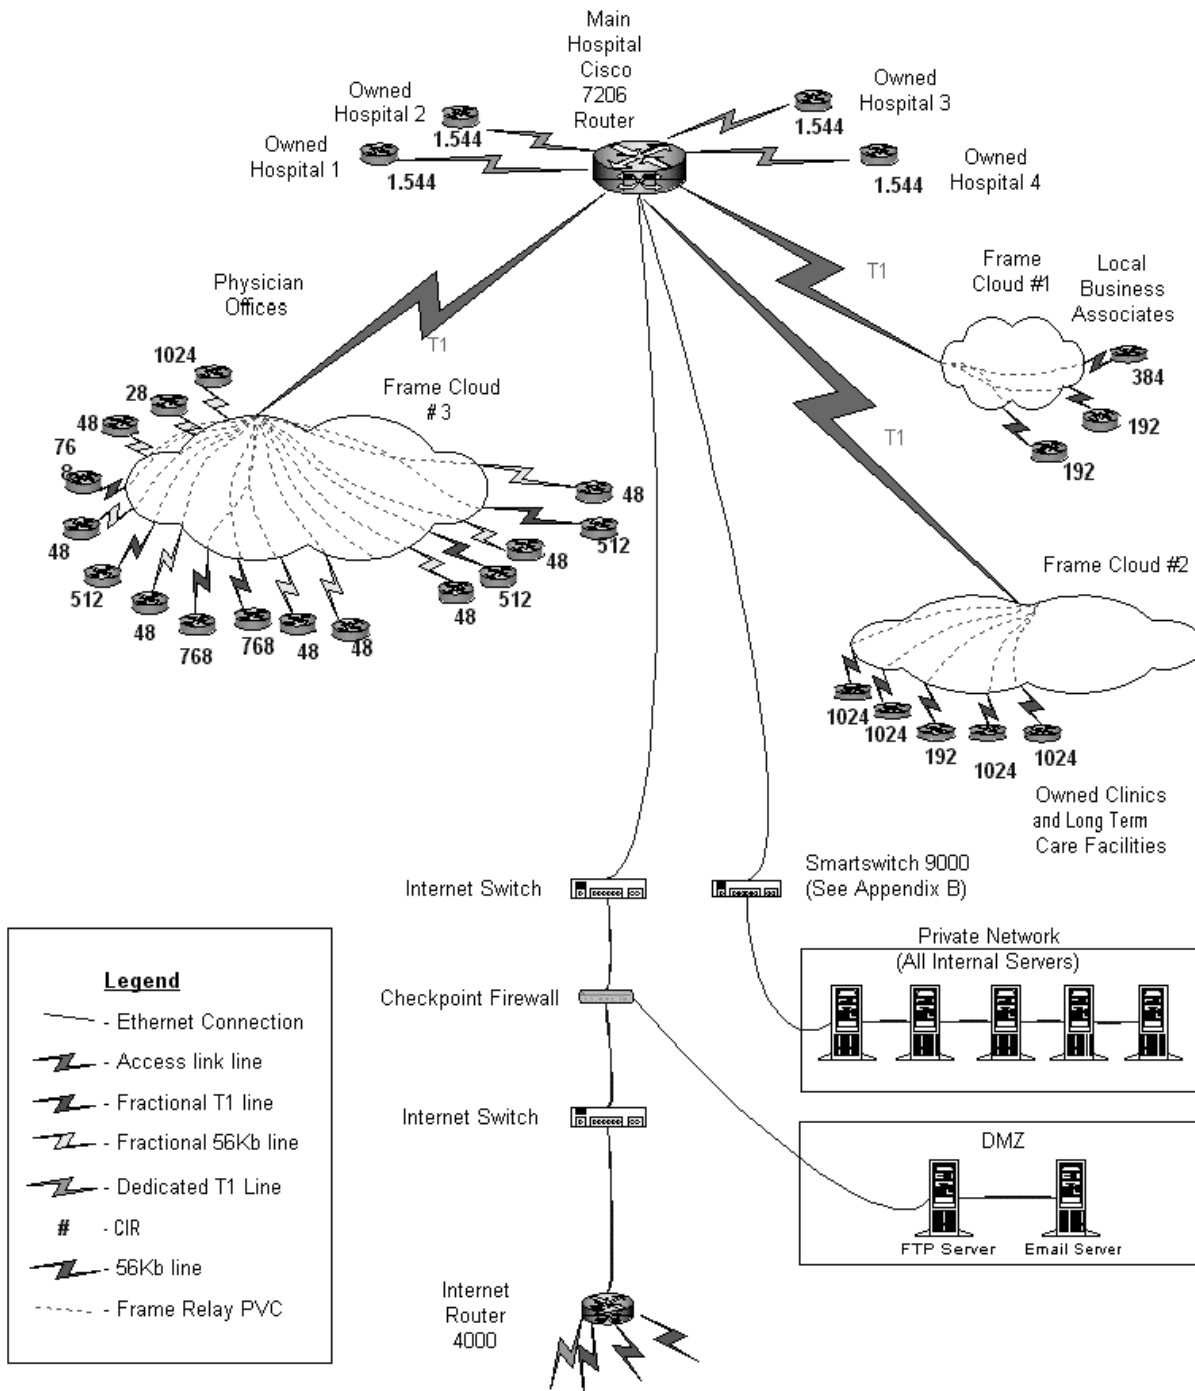 Main
Hospital
Cisco
7206
Router
Owned
Hospital 2
1.544
Owned
Hospital 1
1.544
Owned
Hospital 3
1.544
Owned
Hospital 4
1.544
Physician
Offices
T1
Frame Cloud
#3
1024
28
48
76
8
48
512
48
768
768
48
48
48
512
48
512
48
T1
Frame
Cloud #1
Local
Business
Associates
384
192
192
T1
Frame Cloud #2
1024
1024
192
1024
1024
Owned Clinics
and Long Term
Care Facilities
Internet Switch
Smartswitch 9000
(See Appendix B)
Private Network
(All Internal Servers)
Checkpoint Firewall
Internet Switch
DMZ
FTP Server
Email Server
Internet
Router
4000
Legend
- Ethernet Connection
- Access link line
- Fractional T1 line
- Fractional 56Kb line
- Dedicated T1 Line
# - CIR
- 56Kb line
- Frame Relay PVC